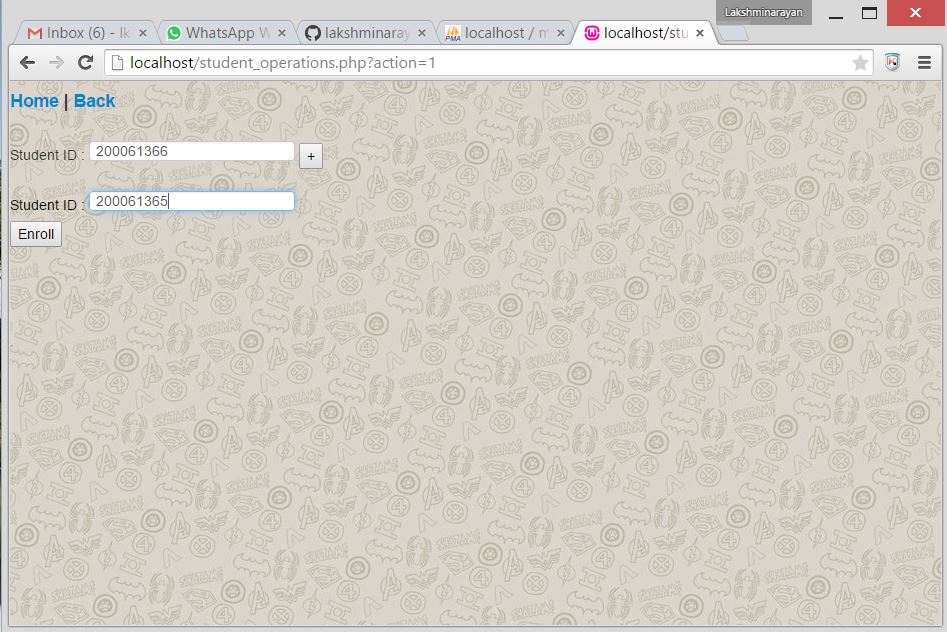 Lakshminarayan
Inbox (6) - lk
WhatsApp W
lakshminaray
localhost / m
localhost/stu
localhost/student_operations.php?action=1
Home | Back
Student ID : 200061366 +
Student ID : 200061365
Enroll